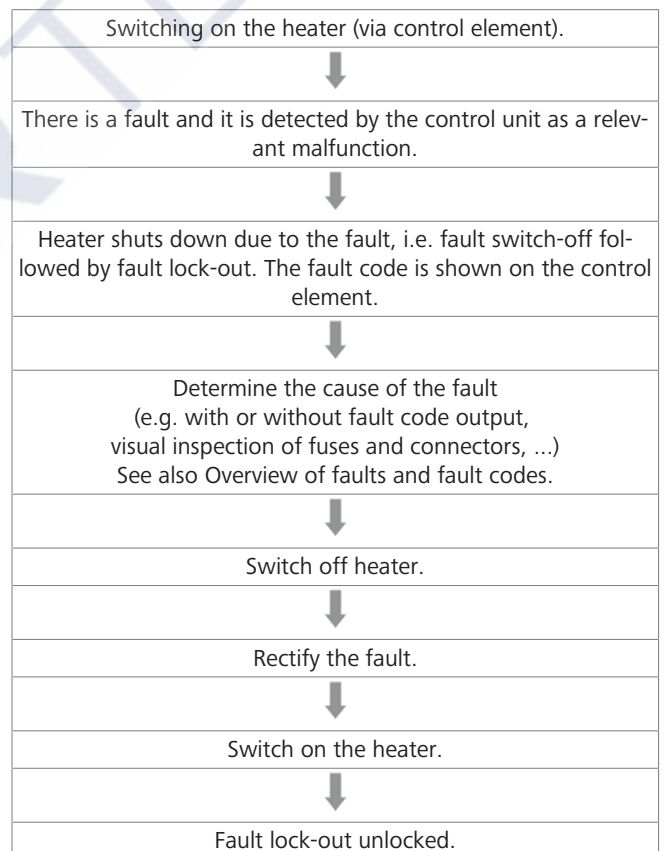 Switching on the heater (via control element).
There is a fault and it is detected by the control unit as a relev-
ant malfunction.
Heater shuts down due to the fault, i.e. fault switch-off fol-
lowed by fault lock-out. The fault code is shown on the control
element.
Determine the cause of the fault
(e.g. with or without fault code output,
visual inspection of fuses and connectors, ...)
See also Overview of faults and fault codes.
Switch off heater.
Rectify the fault.
Switch on the heater.
Fault lock-out unlocked.